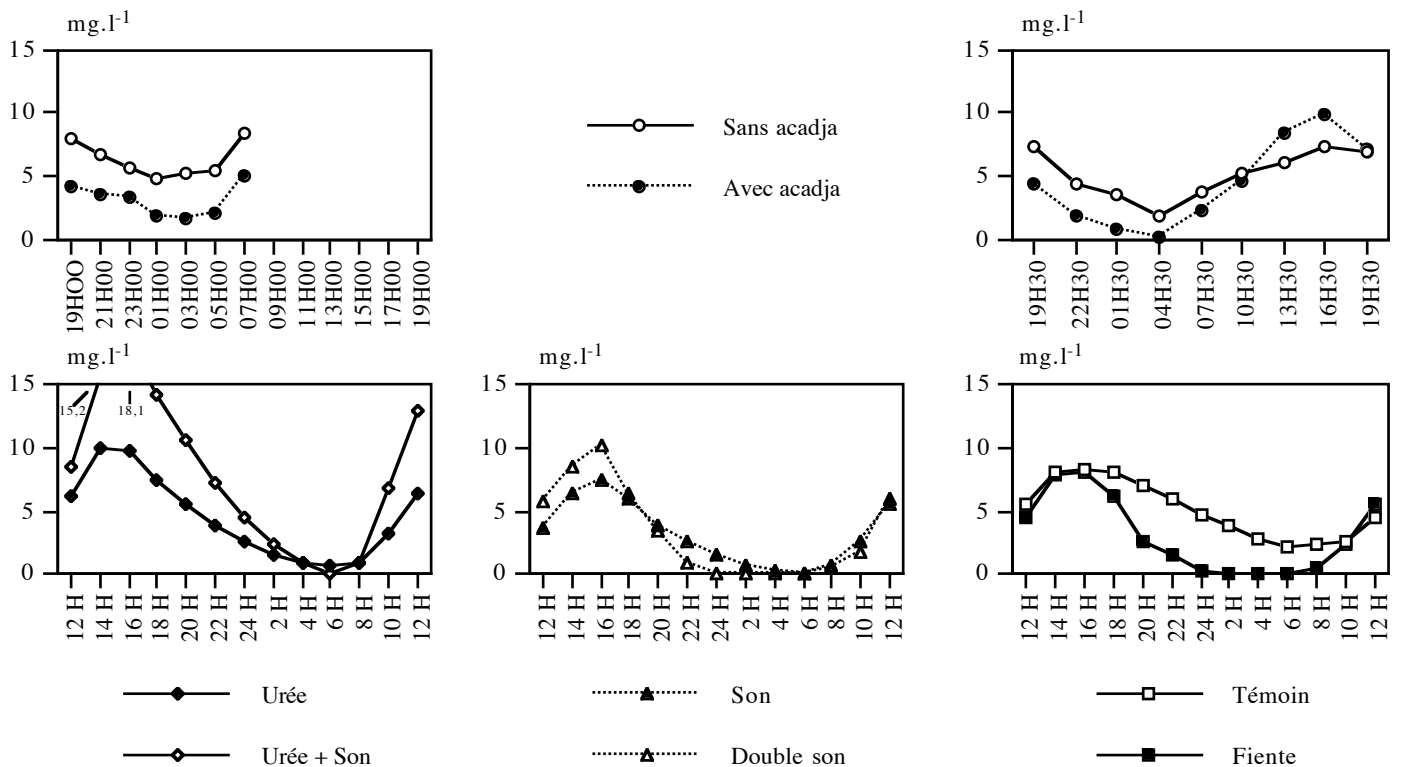 mg.l-1
15
10
5
0
19HOO
21H00
23H00
01H00
03H00
05H00
07H00
09H00
11H00
13H00
15H00
17H00
19H00
Sans acadja
Avec acadja
mg.l-1
15
10
5
0
19H30
22H30
01H30
04H30
07H30
10H30
13H30
16H30
19H30
mg.l-1
15
10
5
0
15,2
18,1
12 H
14 H
16 H
18 H
20 H
22 H
24 H
2 H
4 H
6 H
8 H
10 H
12 H
mg.l-1
15
10
5
0
12 H
14 H
16 H
18 H
20 H
22 H
24 H
2 H
4 H
6 H
8 H
10 H
12 H
mg.l-1
15
10
5
0
12 H
14 H
16 H
18 H
20 H
22 H
24 H
2 H
4 H
6 H
8 H
10 H
12 H
Urée
Urée + Son
Son
Double son
Témoin
Fiente